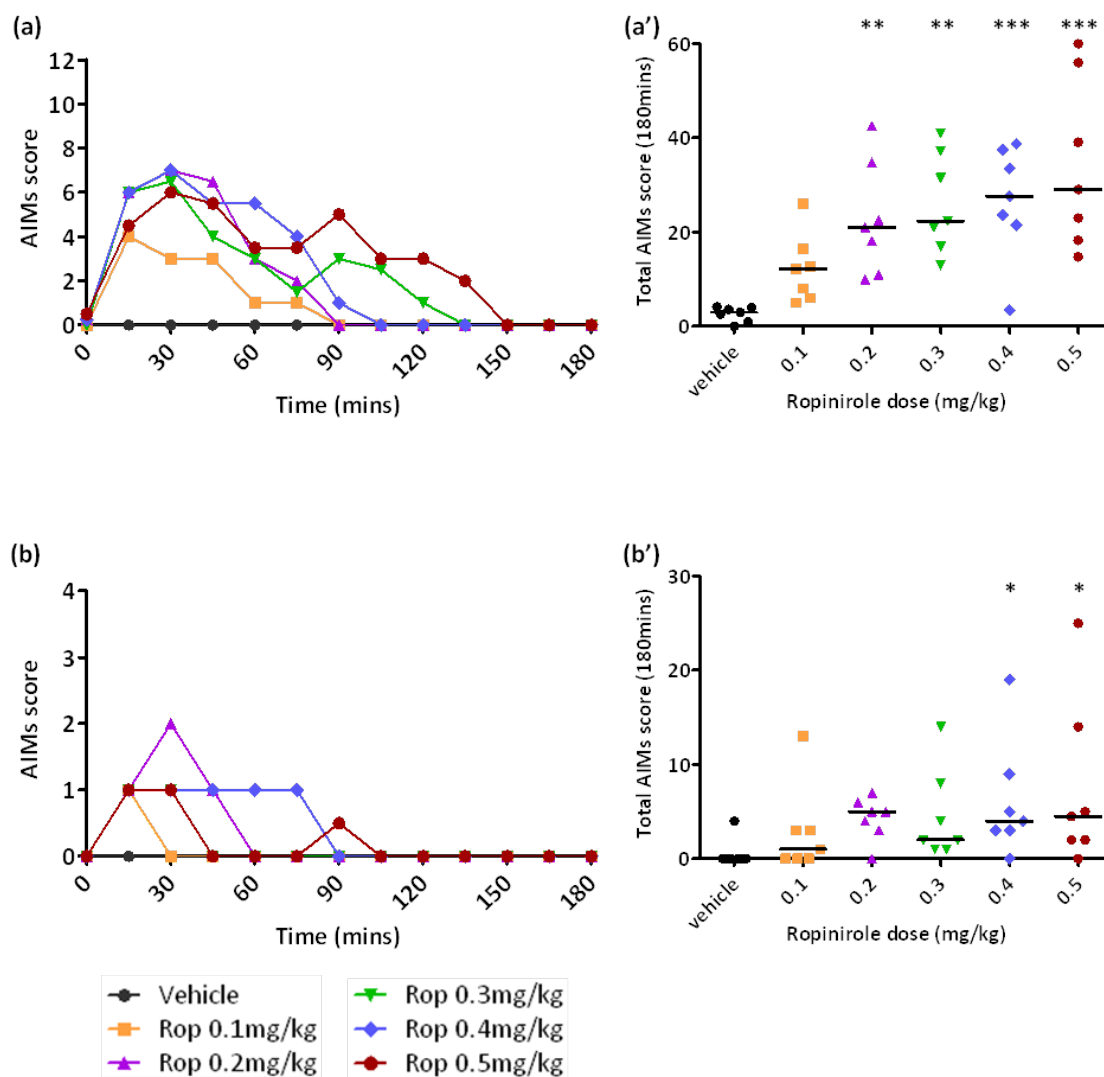 (a)
AIMs score
12
10
8
6
4
2
0
0 30 60 90 120 150 180
Time (mins)
(a’)
** ** *** ***
Total AIMs score (180mins)
60
40
20
0
vehicle 0.1 0.2 0.3 0.4 0.5
Ropinirole dose (mg/kg)
(b)
AIMs score
4
3
2
1
0
0 30 60 90 120 150 180
Time (mins)
(b’)
* *
Total AIMs score (180mins)
30
20
10
0
vehicle 0.1 0.2 0.3 0.4 0.5
Ropinirole dose (mg/kg)
Vehicle
Rop 0.1mg/kg
Rop 0.2mg/kg
Rop 0.3mg/kg
Rop 0.4mg/kg
Rop 0.5mg/kg